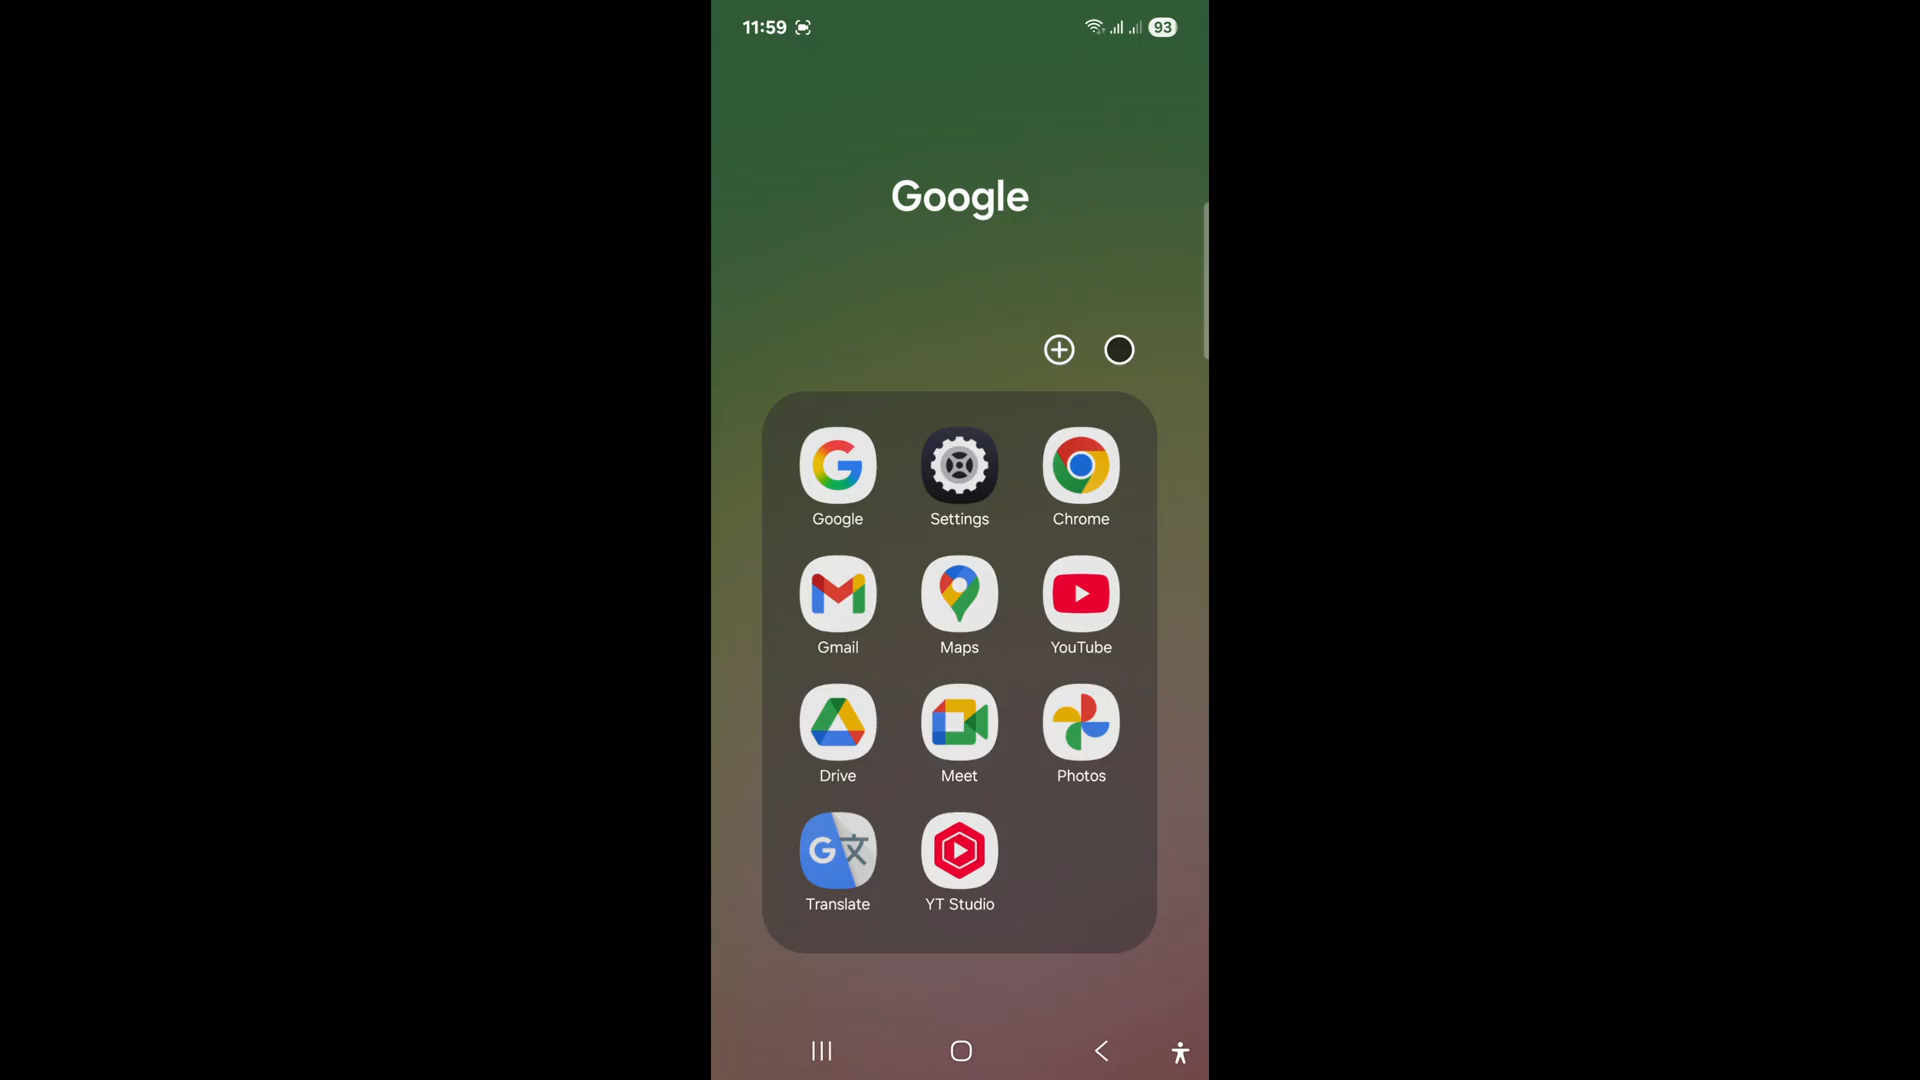 11:59 93
Google
Google Settings Chrome
Gmail Maps YouTube
Drive Meet Photos
Translate YT Studio